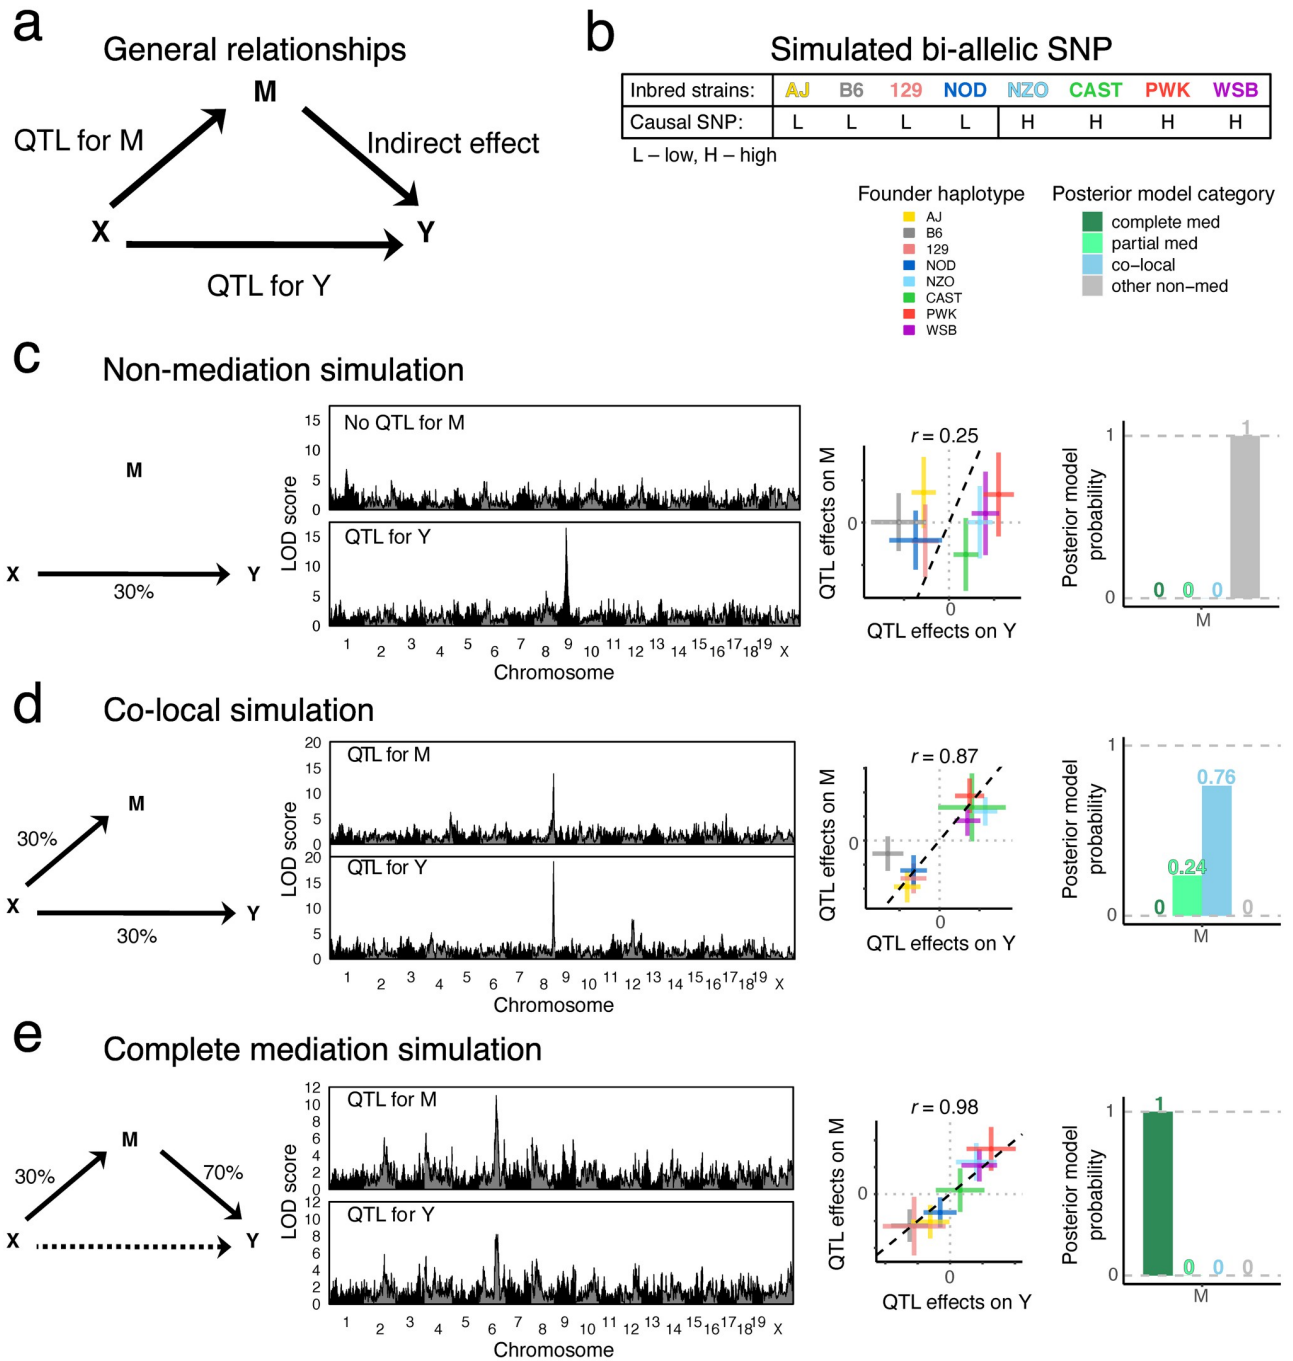 a
General relationships
M
QTL for M
Indirect effect
X
Y
QTL for Y
b
Simulated bi-allelic SNP
Inbred strains: AJ B6 129 NOD NZO CAST PWK WSB
Causal SNP: L L L L H H H H
L – low, H – high
Founder haplotype
AJ
B6
129
NOD
NZO
CAST
PWK
WSB
Posterior model category
complete med
partial med
co–local
other non–med
c
Non-mediation simulation
M
X
30%
Y
LOD score
15
10
5
0
No QTL for M
15
10
5
0
QTL for Y
1 2 3 4 5 6 7 8 9 10 11 12 13 14 15 16 17 18 19 X
Chromosome
r = 0.25
QTL effects on M
0
0
QTL effects on Y
Posterior model
probability
1
0
0 0 0 1
M
d
Co-local simulation
M
30%
X
30%
Y
LOD score
20
15
10
5
0
QTL for M
20
15
10
5
0
QTL for Y
1 2 3 4 5 6 7 8 9 10 11 12 13 14 15 16 17 18 19 X
Chromosome
r = 0.87
QTL effects on M
0
0
QTL effects on Y
Posterior model
probability
1
0
0 0.24 0.76 0
M
e
Complete mediation simulation
M
30%
70%
X
Y
LOD score
12
10
8
6
4
2
0
QTL for M
12
10
8
6
4
2
0
QTL for Y
1 2 3 4 5 6 7 8 9 10 11 12 13 14 15 16 17 18 19 X
Chromosome
r = 0.98
QTL effects on M
0
0
QTL effects on Y
Posterior model
probability
1
0
1 0 0 0
M